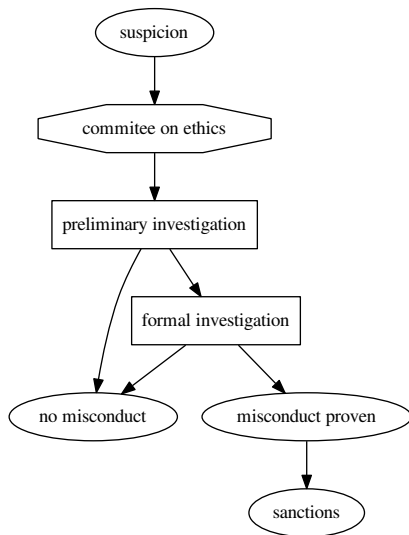 suspicion
commitee on ethics
preliminary investigation
formal investigation
no misconduct
misconduct proven
sanctions